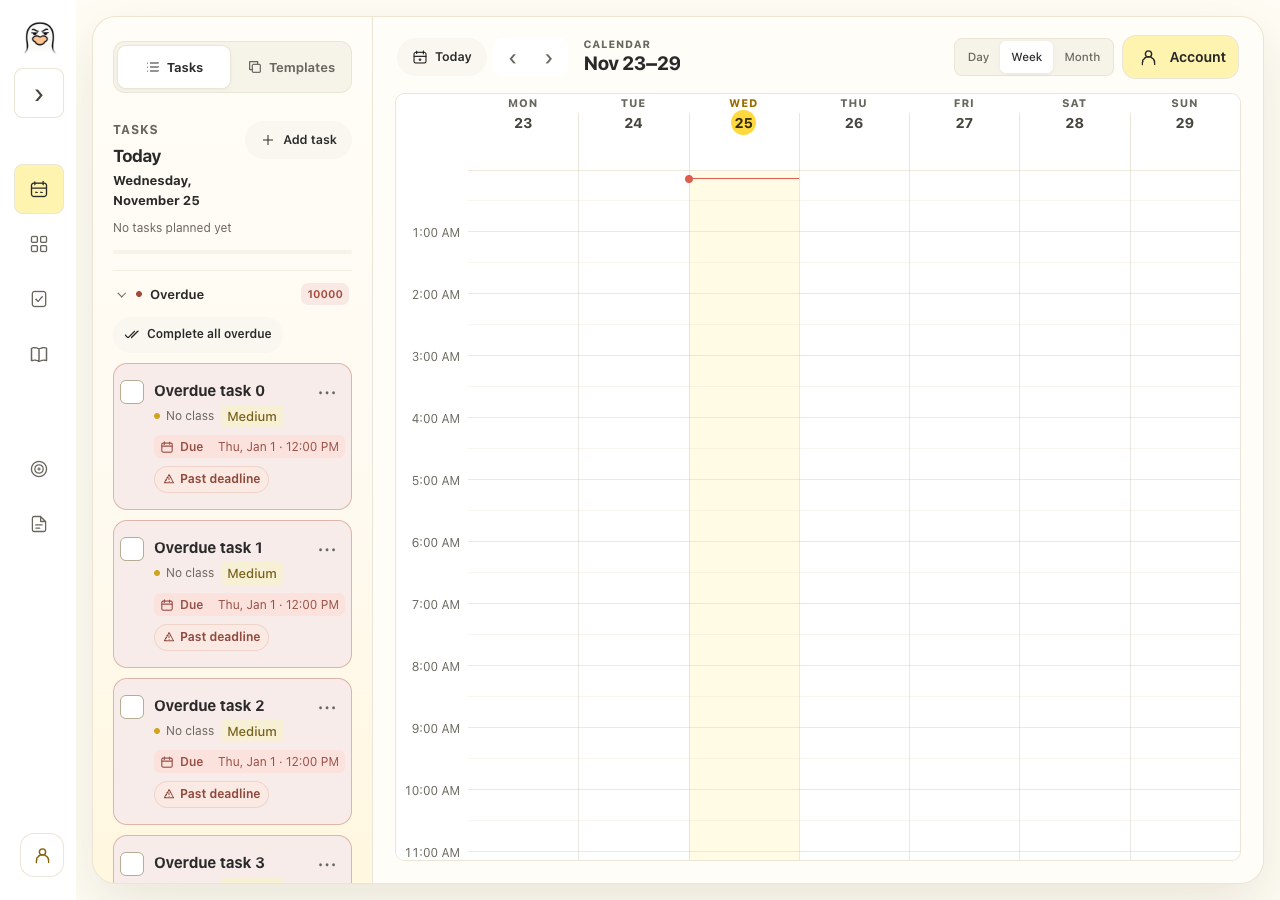 Tasks
Templates
TASKS
Today
Wednesday,
November 25
Add task
No tasks planned yet
Overdue
10000
Complete all overdue
Overdue task 0
No class Medium
Due Thu, Jan 1 · 12:00 PM
Past deadline
Overdue task 1
No class Medium
Due Thu, Jan 1 · 12:00 PM
Past deadline
Overdue task 2
No class Medium
Due Thu, Jan 1 · 12:00 PM
Past deadline
Overdue task 3
Today
CALENDAR
Nov 23–29
Day
Week
Month
Account
MON
23
TUE
24
WED
25
THU
26
FRI
27
SAT
28
SUN
29
1:00 AM
2:00 AM
3:00 AM
4:00 AM
5:00 AM
6:00 AM
7:00 AM
8:00 AM
9:00 AM
10:00 AM
11:00 AM